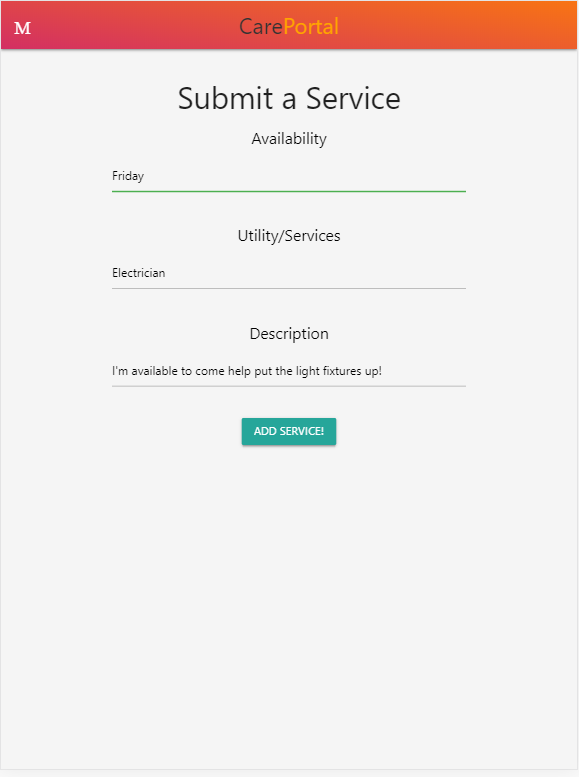 M
CarePortal
Submit a Service
Availability
Friday
Utility/Services
Electrician
Description
I'm available to come help put the light fixtures up!
ADD SERVICE!